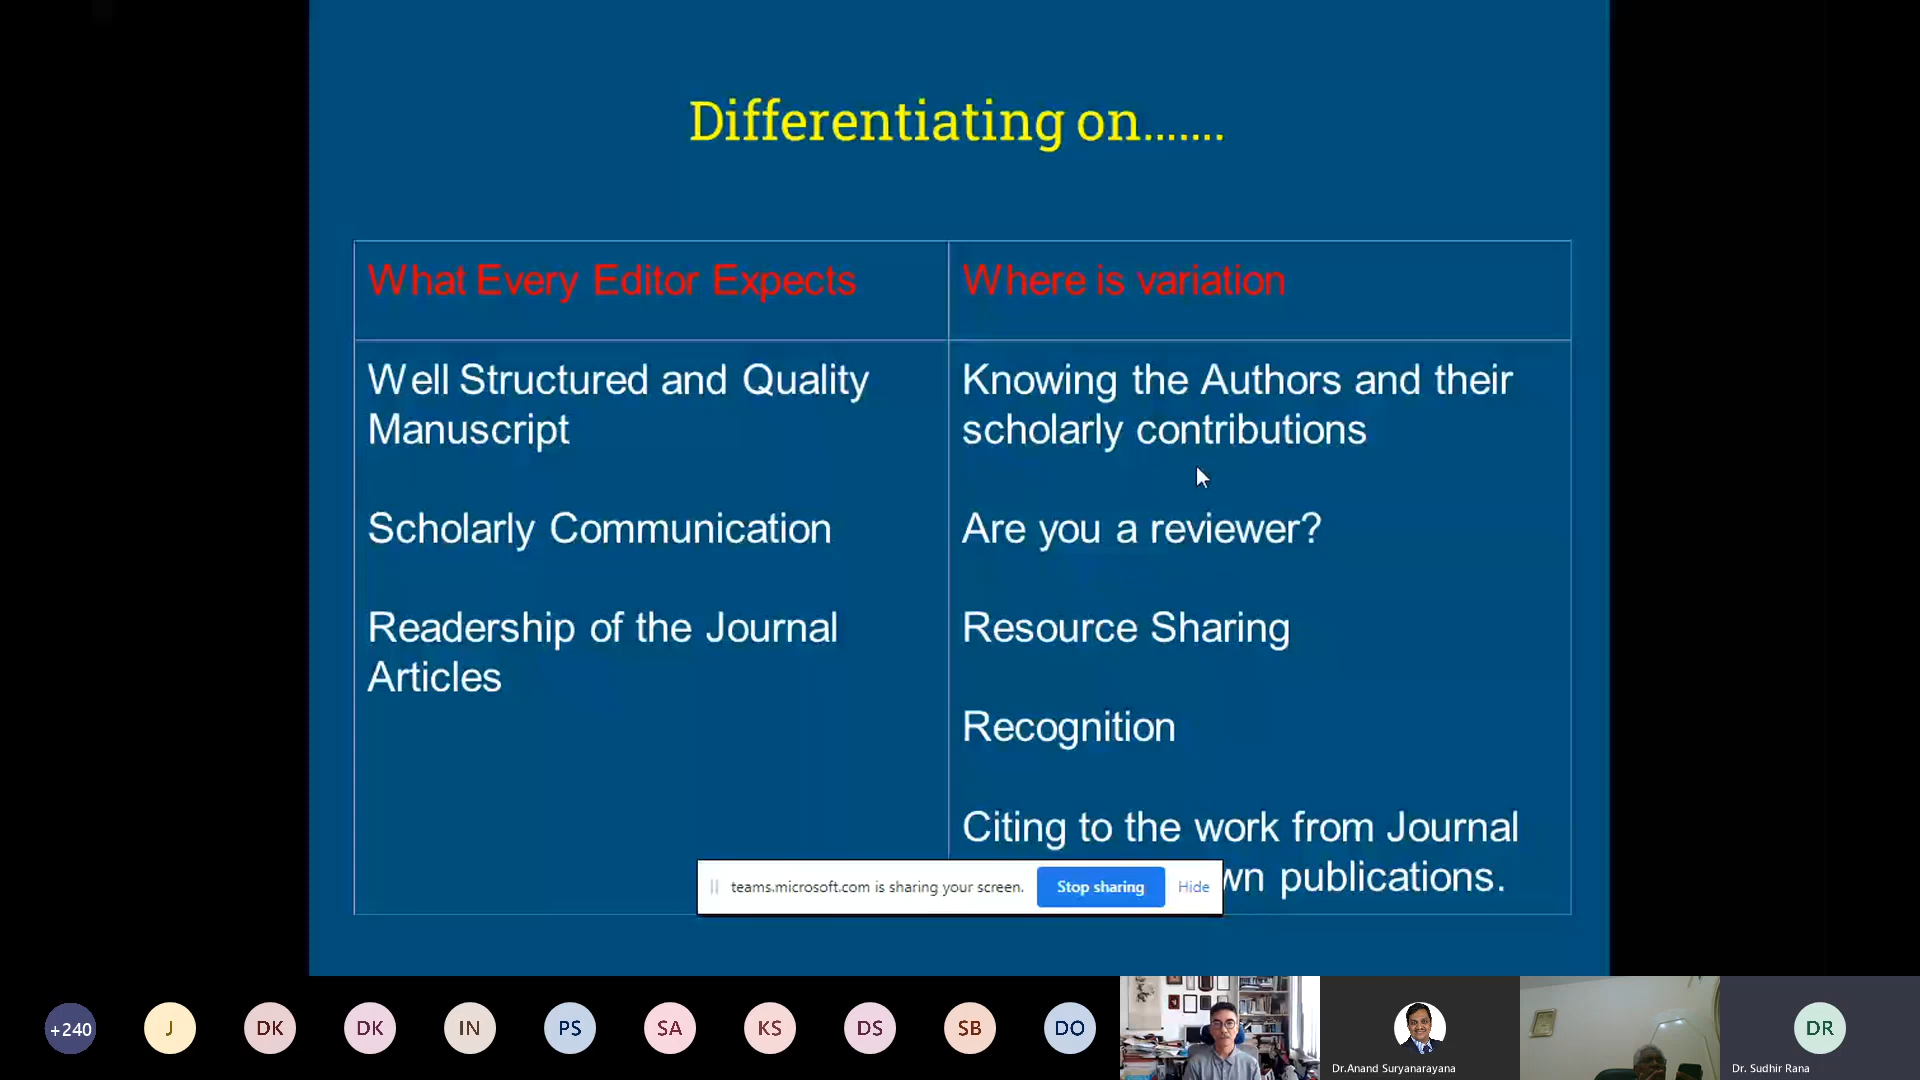 Differentiating on.......
What Every Editor Expects
Where is variation
Well Structured and Quality
Manuscript
Scholarly Communication
Readership of the Journal
Articles
Knowing the Authors and their
scholarly contributions
Are you a reviewer?
Resource Sharing
Recognition
Citing to the work from Journal
publications.
teams.microsoft.com is sharing your screen.
Stop sharing
Hide
+240
J
DK
DK
IN
PS
SA
KS
DS
SB
DO
Dr.Anand Suryanarayana
DR
Dr. Sudhir Rana